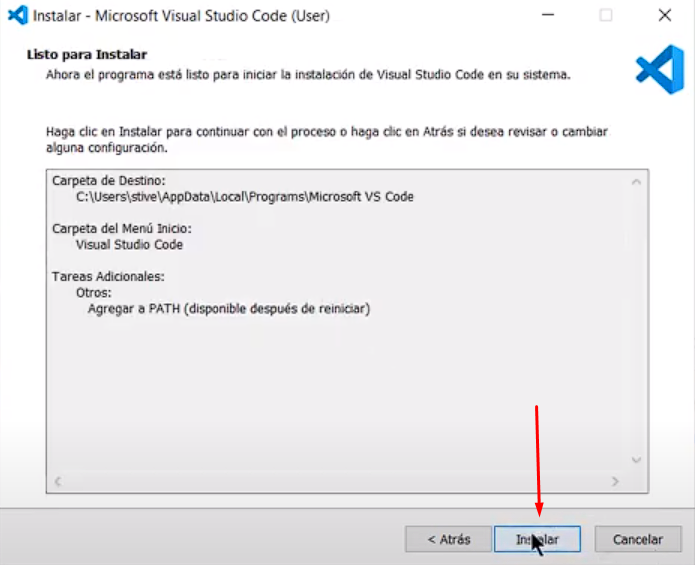 Instalar - Microsoft Visual Studio Code (User)
Listo para Instalar
Ahora el programa está listo para iniciar la instalación de Visual Studio Code en su sistema.
Haga clic en Instalar para continuar con el proceso o haga clic en Atrás si desea revisar o cambiar
alguna configuración.
Carpeta de Destino:
C:\Users\stive\AppData\Local\Programs\Microsoft VS Code
Carpeta del Menú Inicio:
Visual Studio Code
Tareas Adicionales:
Otros:
Agregar a PATH (disponible después de reiniciar)
< Atrás
Instalar
Cancelar